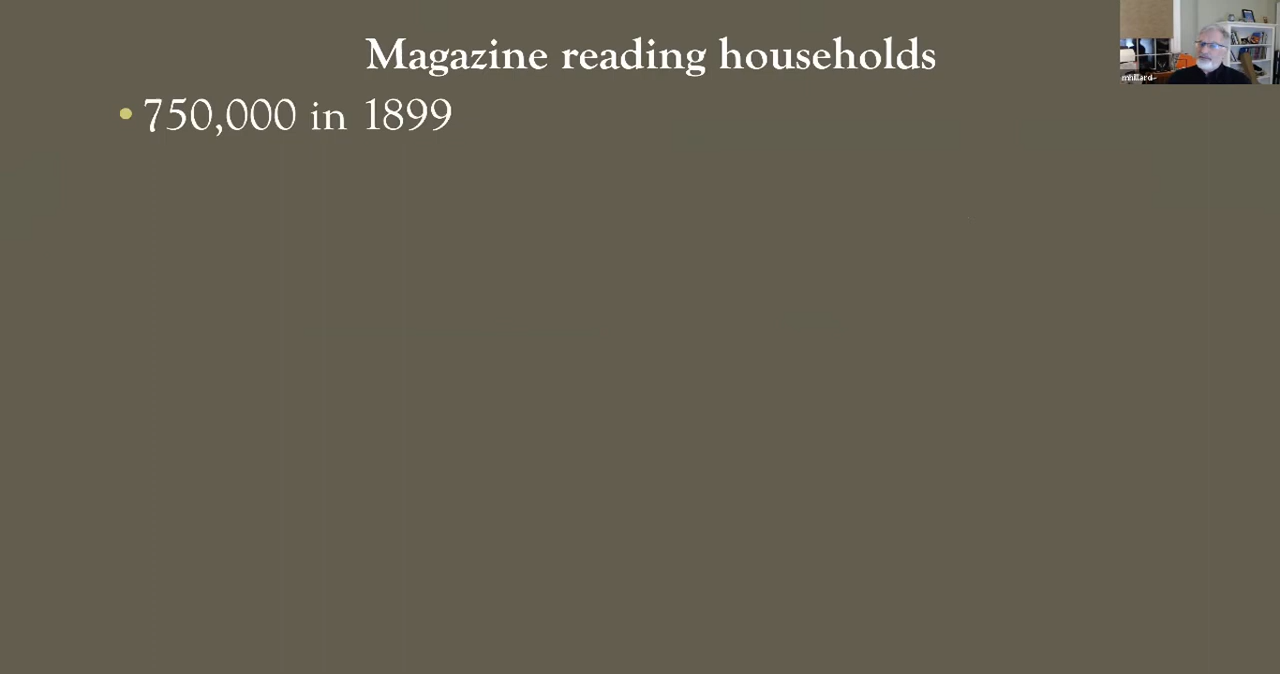 Magazine reading households
• 750,000 in 1899